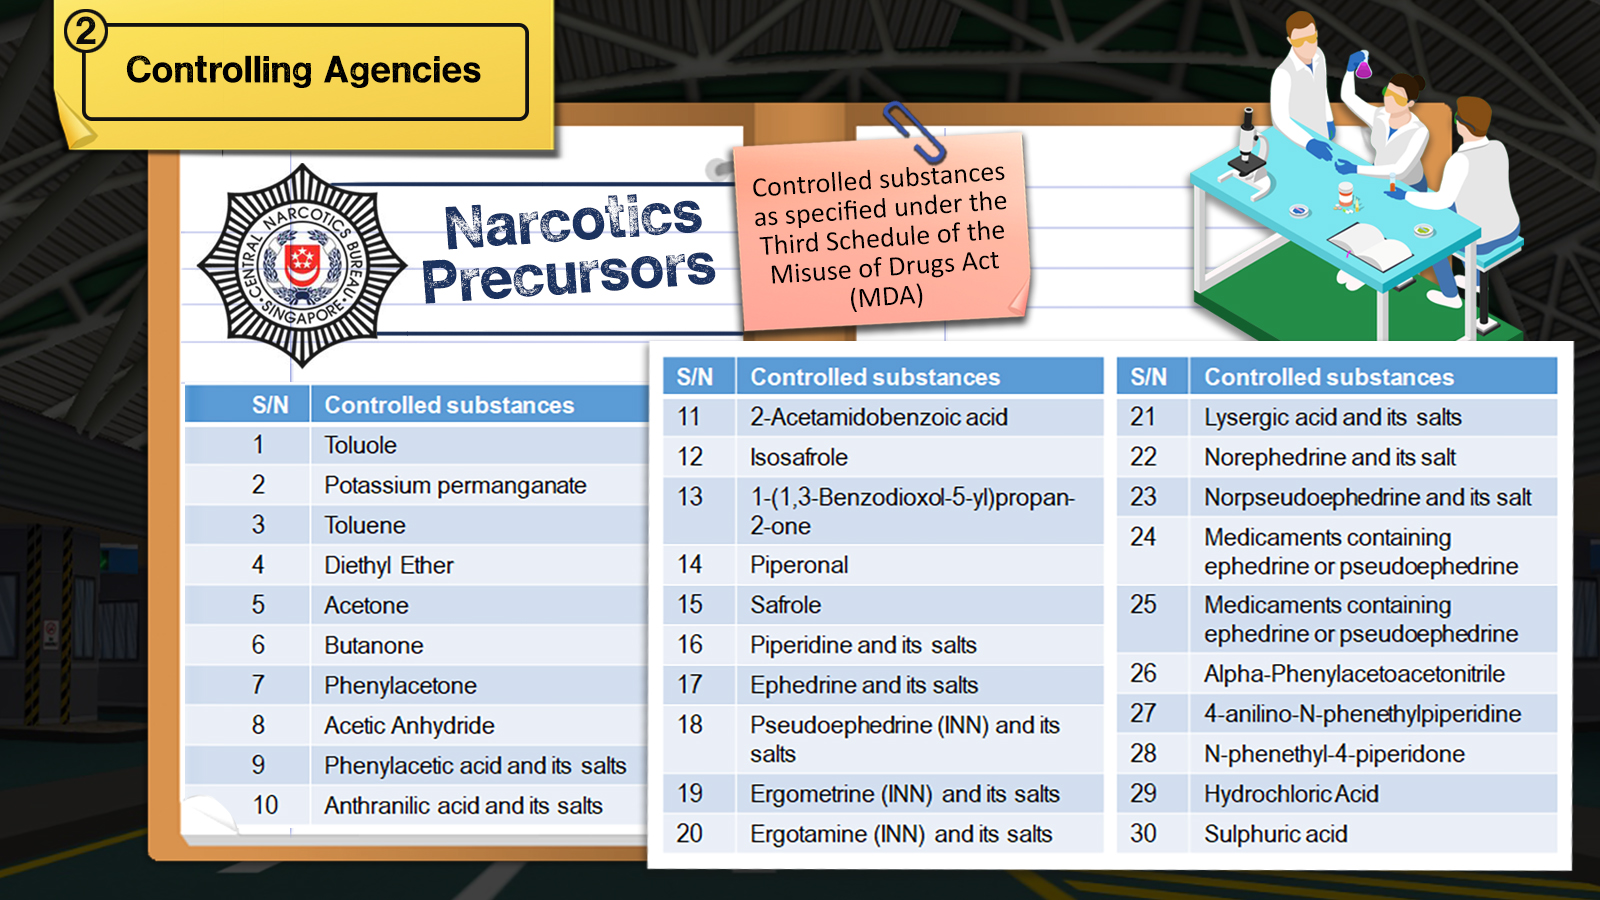 2
Controlling Agencies
CENTRAL NARCOTICS BUREAU
SINGAPORE
Narcotics
Precursors
Controlled substances
as specified under the
Third Schedule of the
Misuse of Drugs Act
(MDA)
S/N Controlled substances
1 Toluole
2 Potassium permanganate
3 Toluene
4 Diethyl Ether
5 Acetone
6 Butanone
7 Phenylacetone
8 Acetic Anhydride
9 Phenylacetic acid and its salts
10 Anthranilic acid and its salts
S/N Controlled substances
11 2-Acetamidobenzoic acid
12 Isosafrole
13 1-(1,3-Benzodioxol-5-yl)propan-
2-one
14 Piperonal
15 Safrole
16 Piperidine and its salts
17 Ephedrine and its salts
18 Pseudoephedrine (INN) and its
salts
19 Ergometrine (INN) and its salts
20 Ergotamine (INN) and its salts
S/N Controlled substances
21 Lysergic acid and its salts
22 Norephedrine and its salt
23 Norpseudoephedrine and its salt
24 Medicaments containing
ephedrine or pseudoephedrine
25 Medicaments containing
ephedrine or pseudoephedrine
26 Alpha-Phenylacetoacetonitrile
27 4-anilino-N-phenethylpiperidine
28 N-phenethyl-4-piperidone
29 Hydrochloric Acid
30 Sulphuric acid